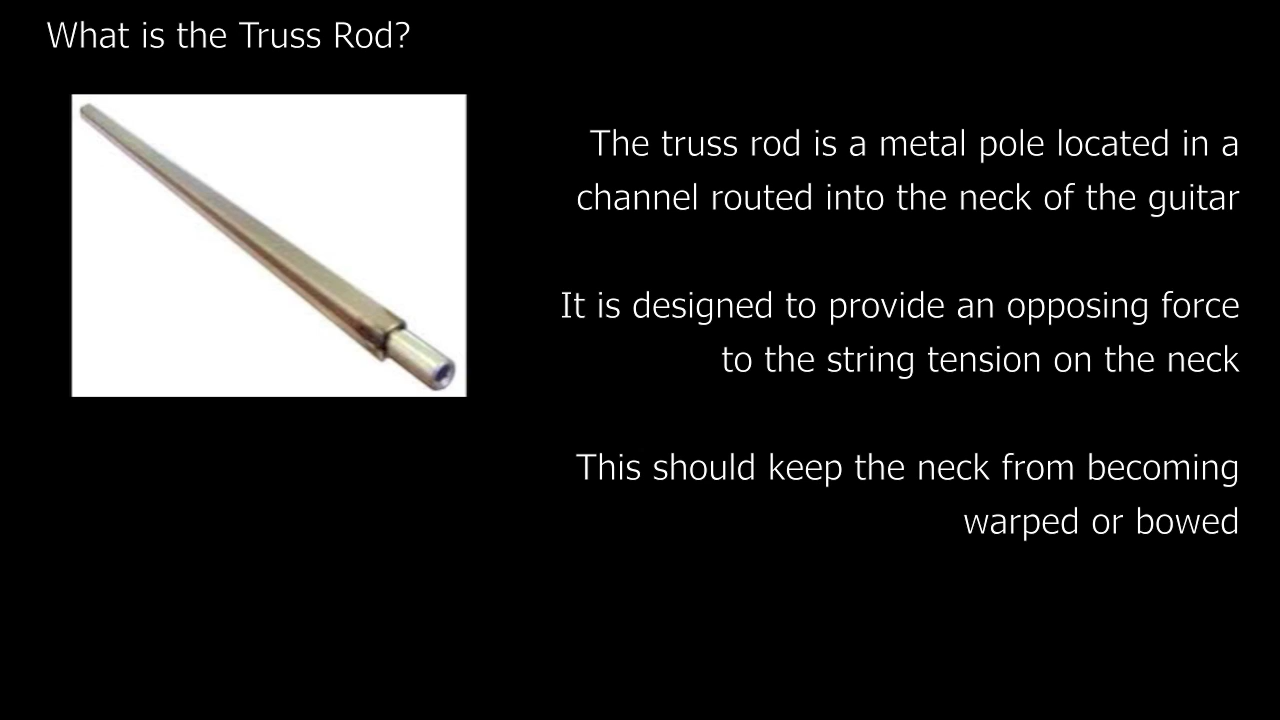 What is the Truss Rod?
The truss rod is a metal pole located in a
channel routed into the neck of the guitar
It is designed to provide an opposing force
to the string tension on the neck
This should keep the neck from becoming
warped or bowed